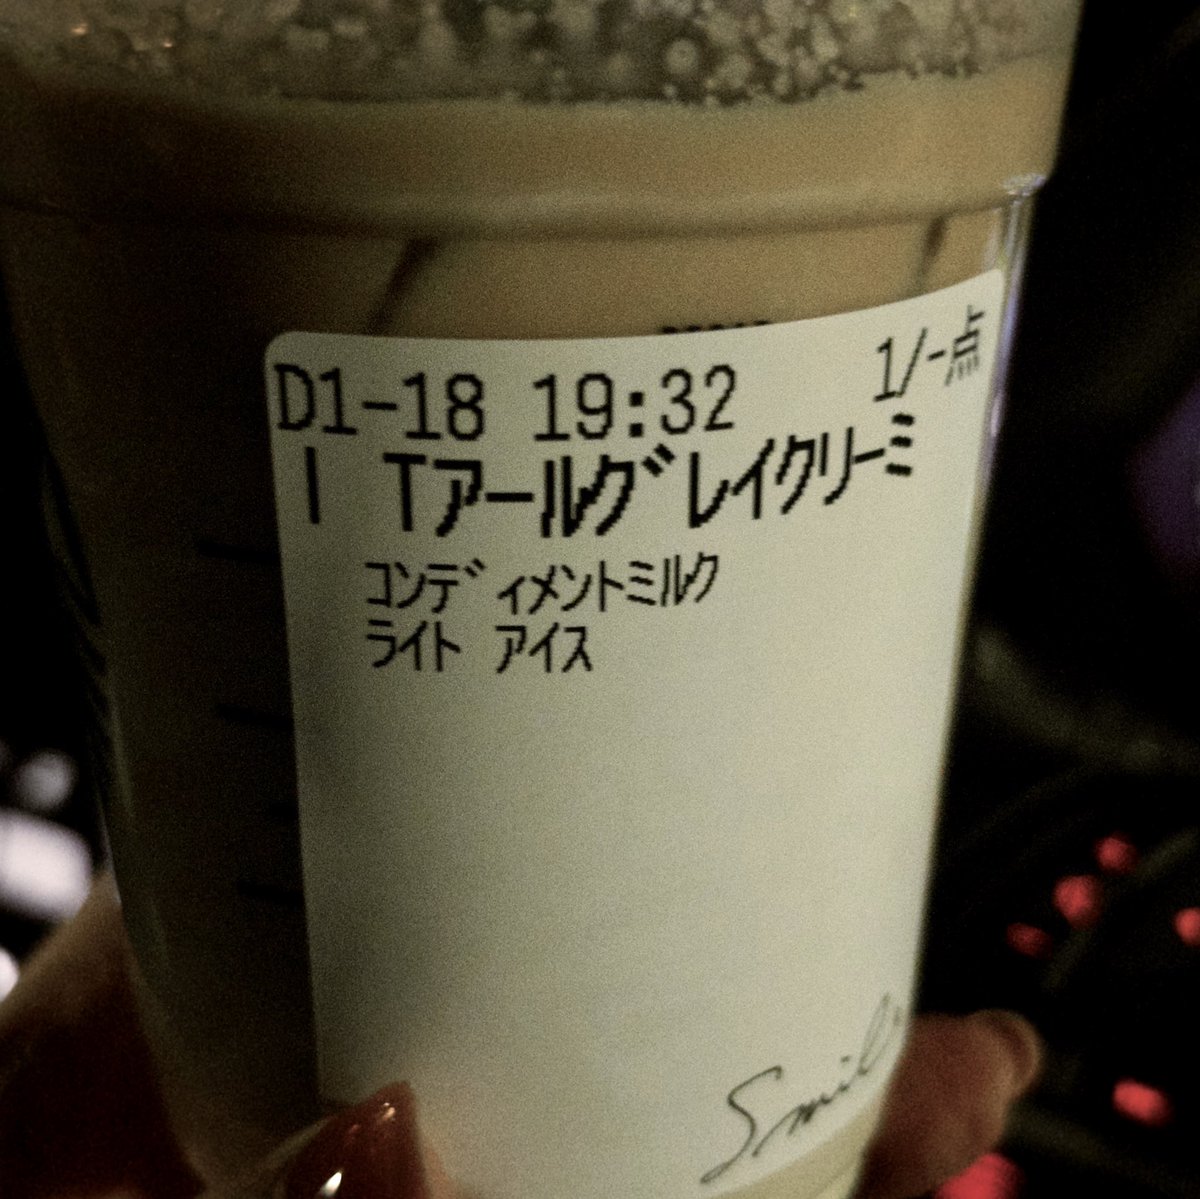 D1-18 19:32 1/-点
I Tアールグレイクリーミ
コンディメントミルク
ライト アイス
Smil